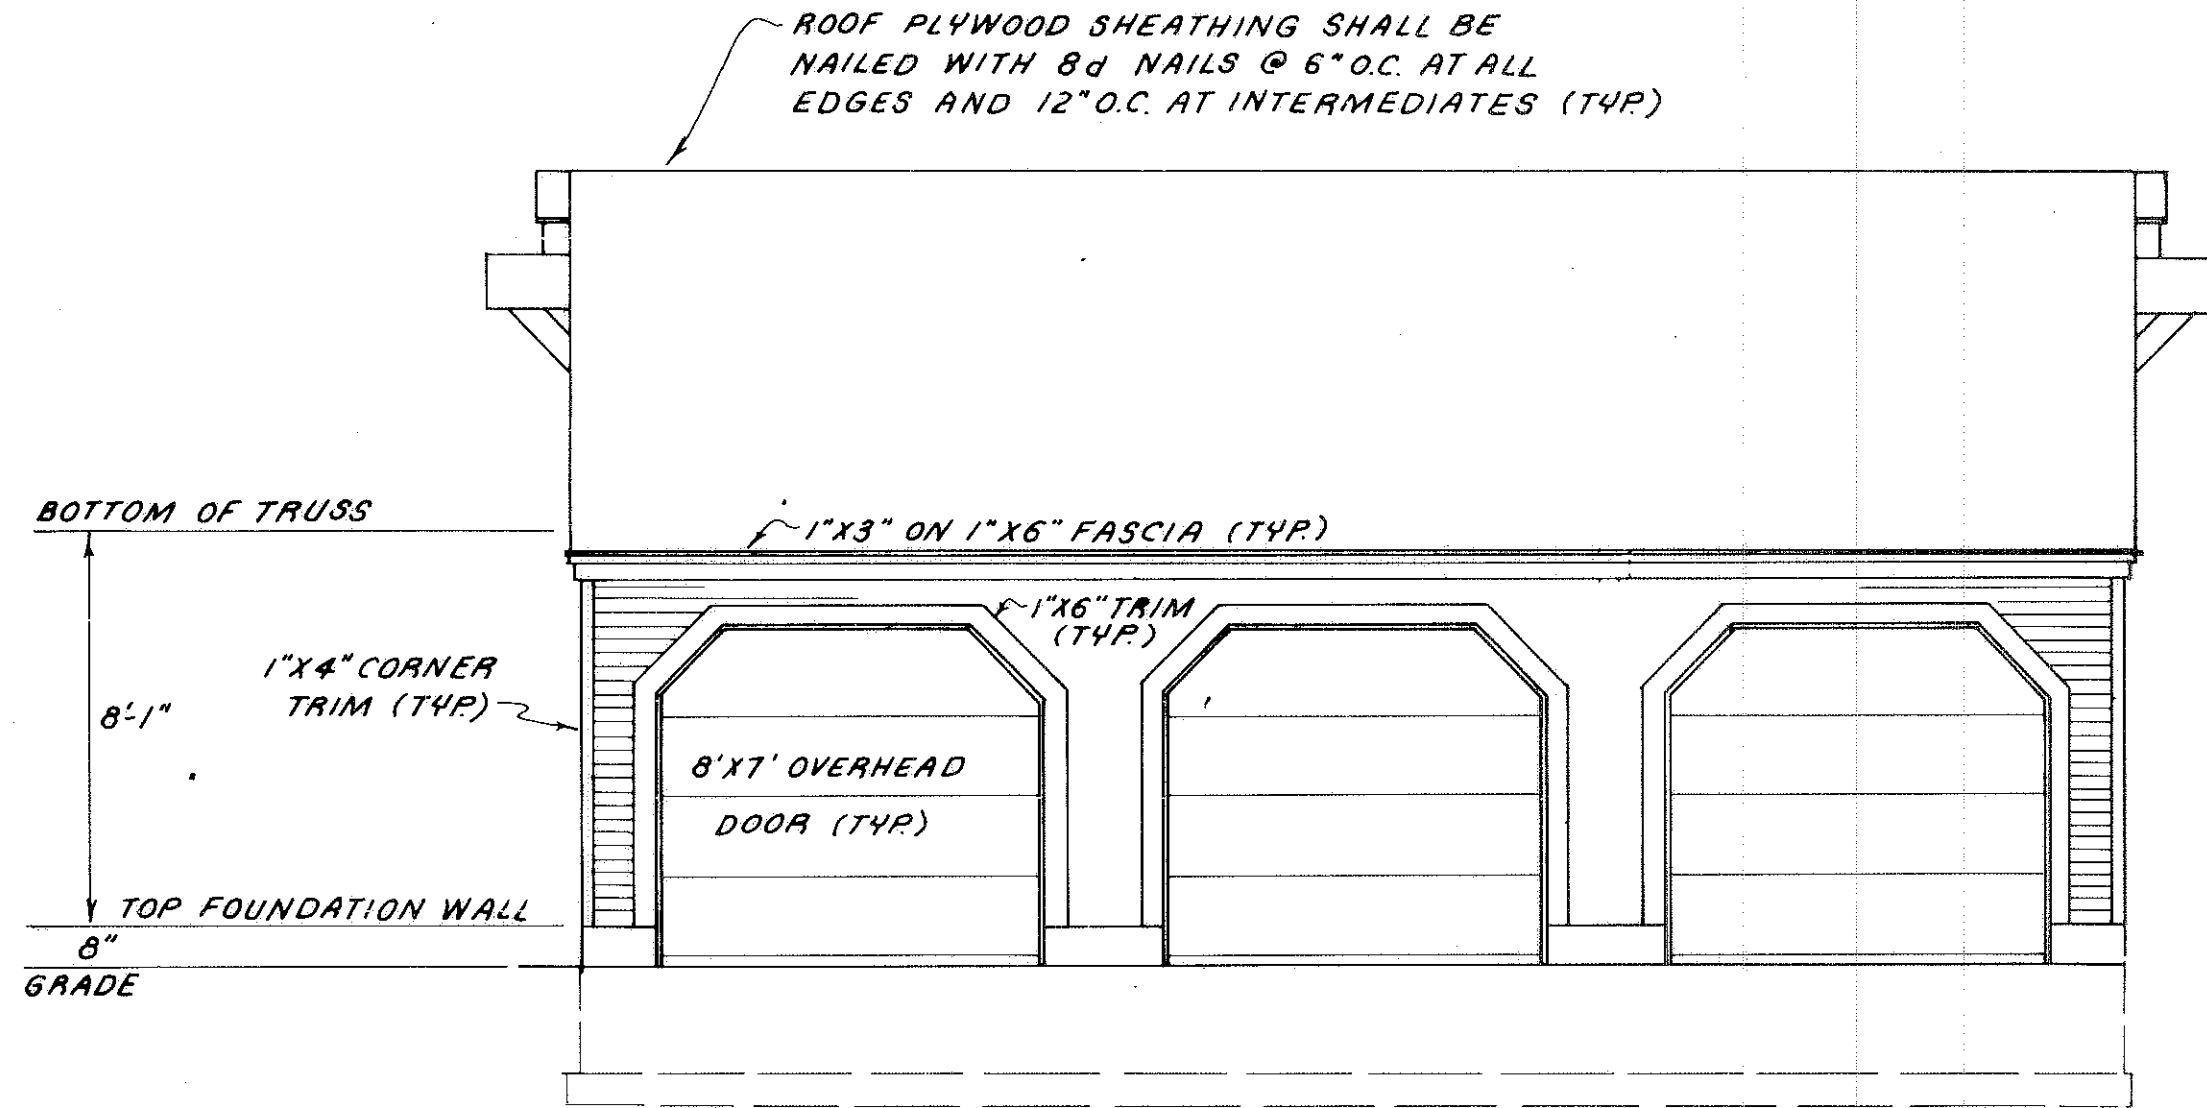 ROOF PLYWOOD SHEATHING SHALL BE
NAILED WITH 8d NAILS @ 6" O.C. AT ALL
EDGES AND 12" O.C. AT INTERMEDIATES (TYP.)
BOTTOM OF TRUSS
1"X3" ON 1"X6" FASCIA (TYP.)
1"X6" TRIM
(TYP.)
1"X4" CORNER
TRIM (TYP.)
8'-1"
8'X7' OVERHEAD
DOOR (TYP.)
TOP FOUNDATION WALL
8"
GRADE